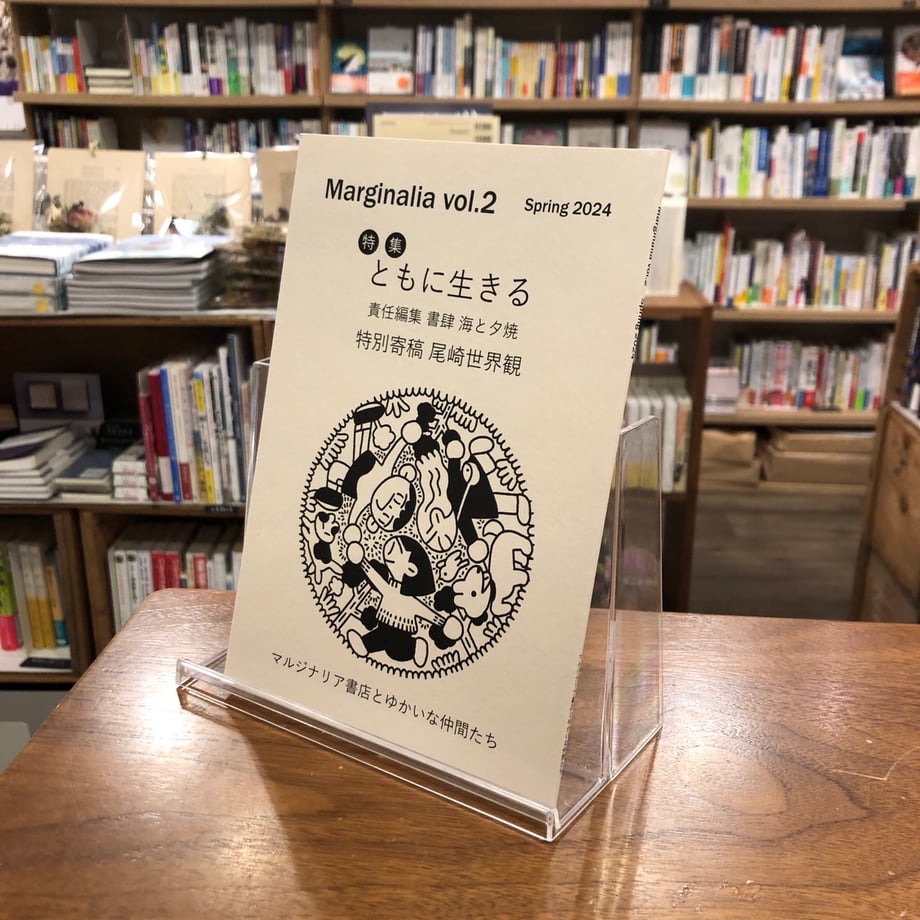 Marginalia vol.2 Spring 2024
特集
ともに生きる
責任編集 書肆 海と夕焼
特別寄稿 尾崎世界観
マルジナリア書店とゆかいな仲間たち